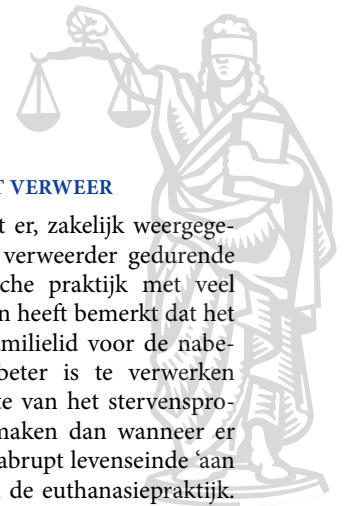 T VERWEER
t er, zakelijk weergege-
verweerder gedurende
che praktijk met veel
n heeft bemerkt dat het
milielid voor de nabe-
beter is te verwerken
te van het stervenspro-
maken dan wanneer er
abrupt levenseinde ‘aan
de euthanasiepraktijk.